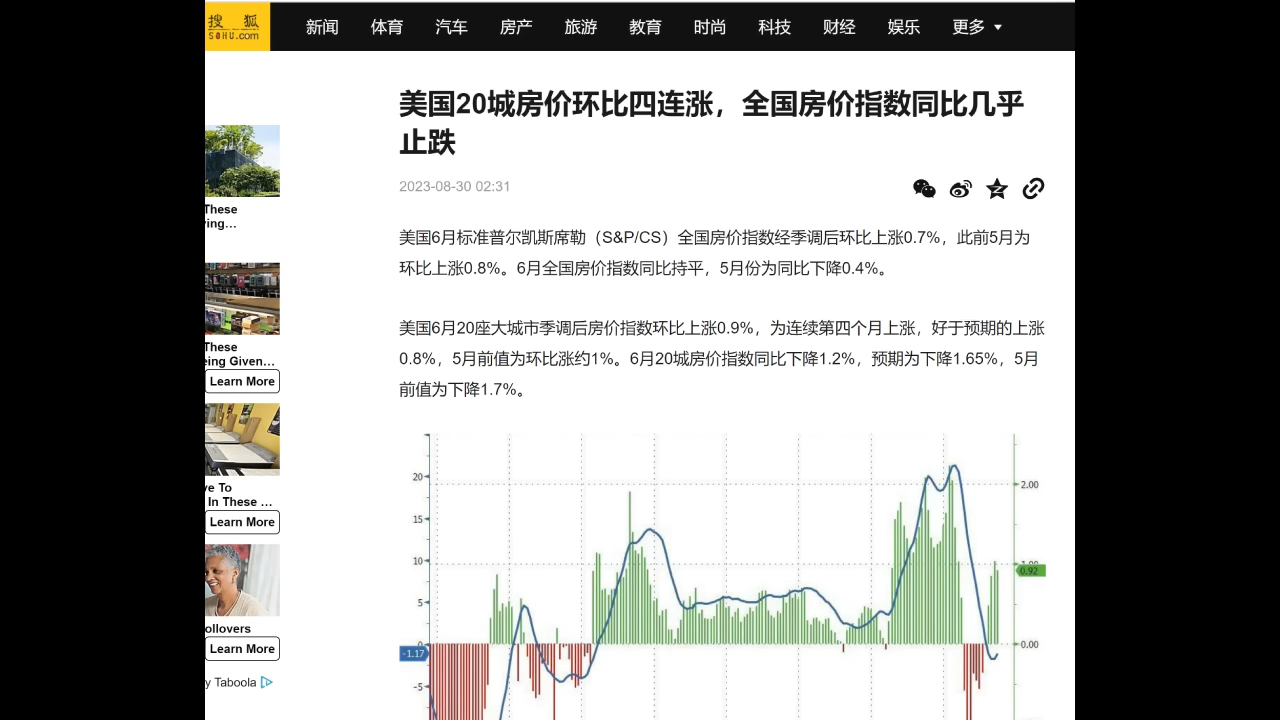 搜 狐
SOHU.com
新闻 体育 汽车 房产 旅游 教育 时尚 科技 财经 娱乐 更多
美国20城房价环比四连涨，全国房价指数同比几乎
止跌
2023-08-30 02:31
美国6月标准普尔凯斯席勒（S&P/CS）全国房价指数经季调后环比上涨0.7%，此前5月为
环比上涨0.8%。6月全国房价指数同比持平，5月份为同比下降0.4%。
美国6月20座大城市季调后房价指数环比上涨0.9%，为连续第四个月上涨，好于预期的上涨
0.8%，5月前值为环比涨约1%。6月20城房价指数同比下降1.2%，预期为下降1.65%，5月
前值为下降1.7%。
These
ving…
These
eing Given…
Learn More
ve To
In These …
Learn More
ollovers
Learn More
y Taboola
20
15
10
5
0
-1.17
-5
2.00
1.00
0.92
0.00